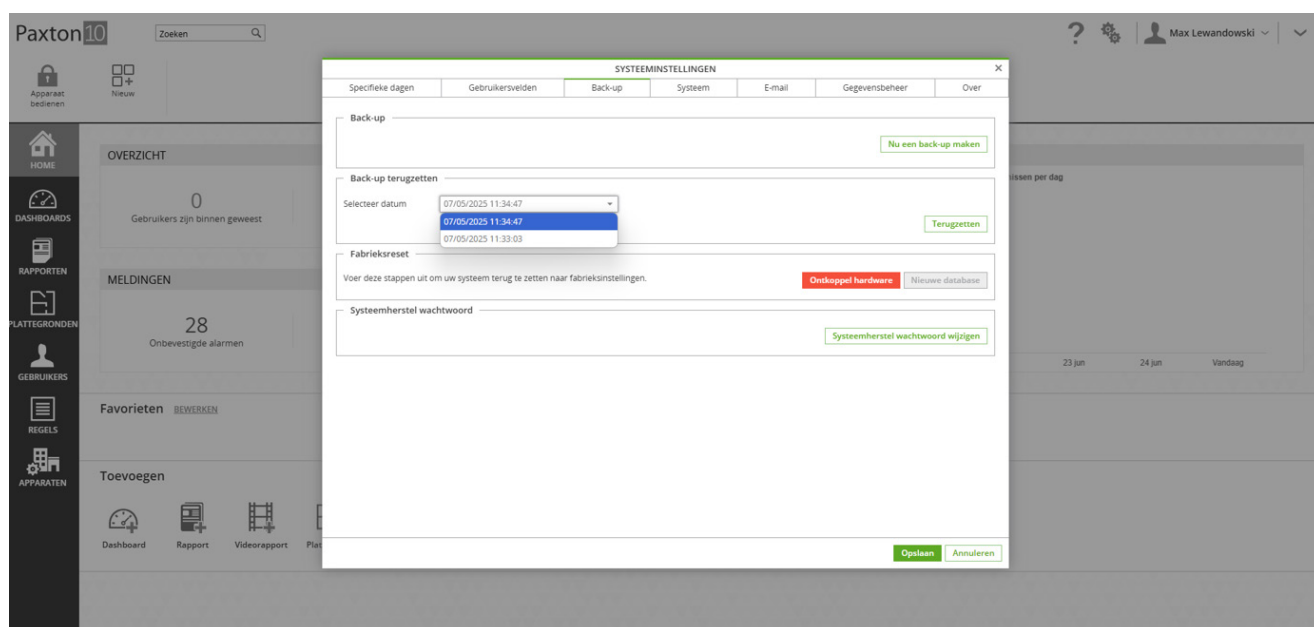 Paxton10
Zoeken
Max Lewandowski
Apparaat bedienen
Nieuw
HOME
DASHBOARDS
RAPPORTEN
PLATTEGRONDEN
GEBRUIKERS
REGELS
APPARATEN
OVERZICHT
0
Gebruikers zijn binnen geweest
MELDINGEN
28
Onbevestigde alarmen
Favorieten BEWERKEN
Toevoegen
Dashboard Rapport Videorapport
SYSTEEMINSTELLINGEN
Specifieke dagen Gebruikersvelden Back-up Systeem E-mail Gegevensbeheer Over
Back-up
Nu een back-up maken
Back-up terugzetten
Selecteer datum 07/05/2025 11:34:47
07/05/2025 11:34:47
07/05/2025 11:33:03
Terugzetten
Fabrieksreset
Voer deze stappen uit om uw systeem terug te zetten naar fabrieksinstellingen.
Ontkoppel hardware Nieuwe database
Systeemherstel wachtwoord
Systeemherstel wachtwoord wijzigen
Opslaan Annuleren
per dag
23 jun 24 jun Vandaag